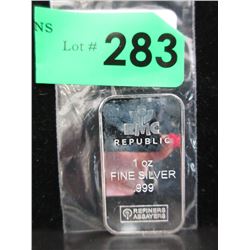 NS
Lot # 283
RMC
REPUBLIC
1 oz
FINE SILVER
.999
REFINERS
ASSAYERS